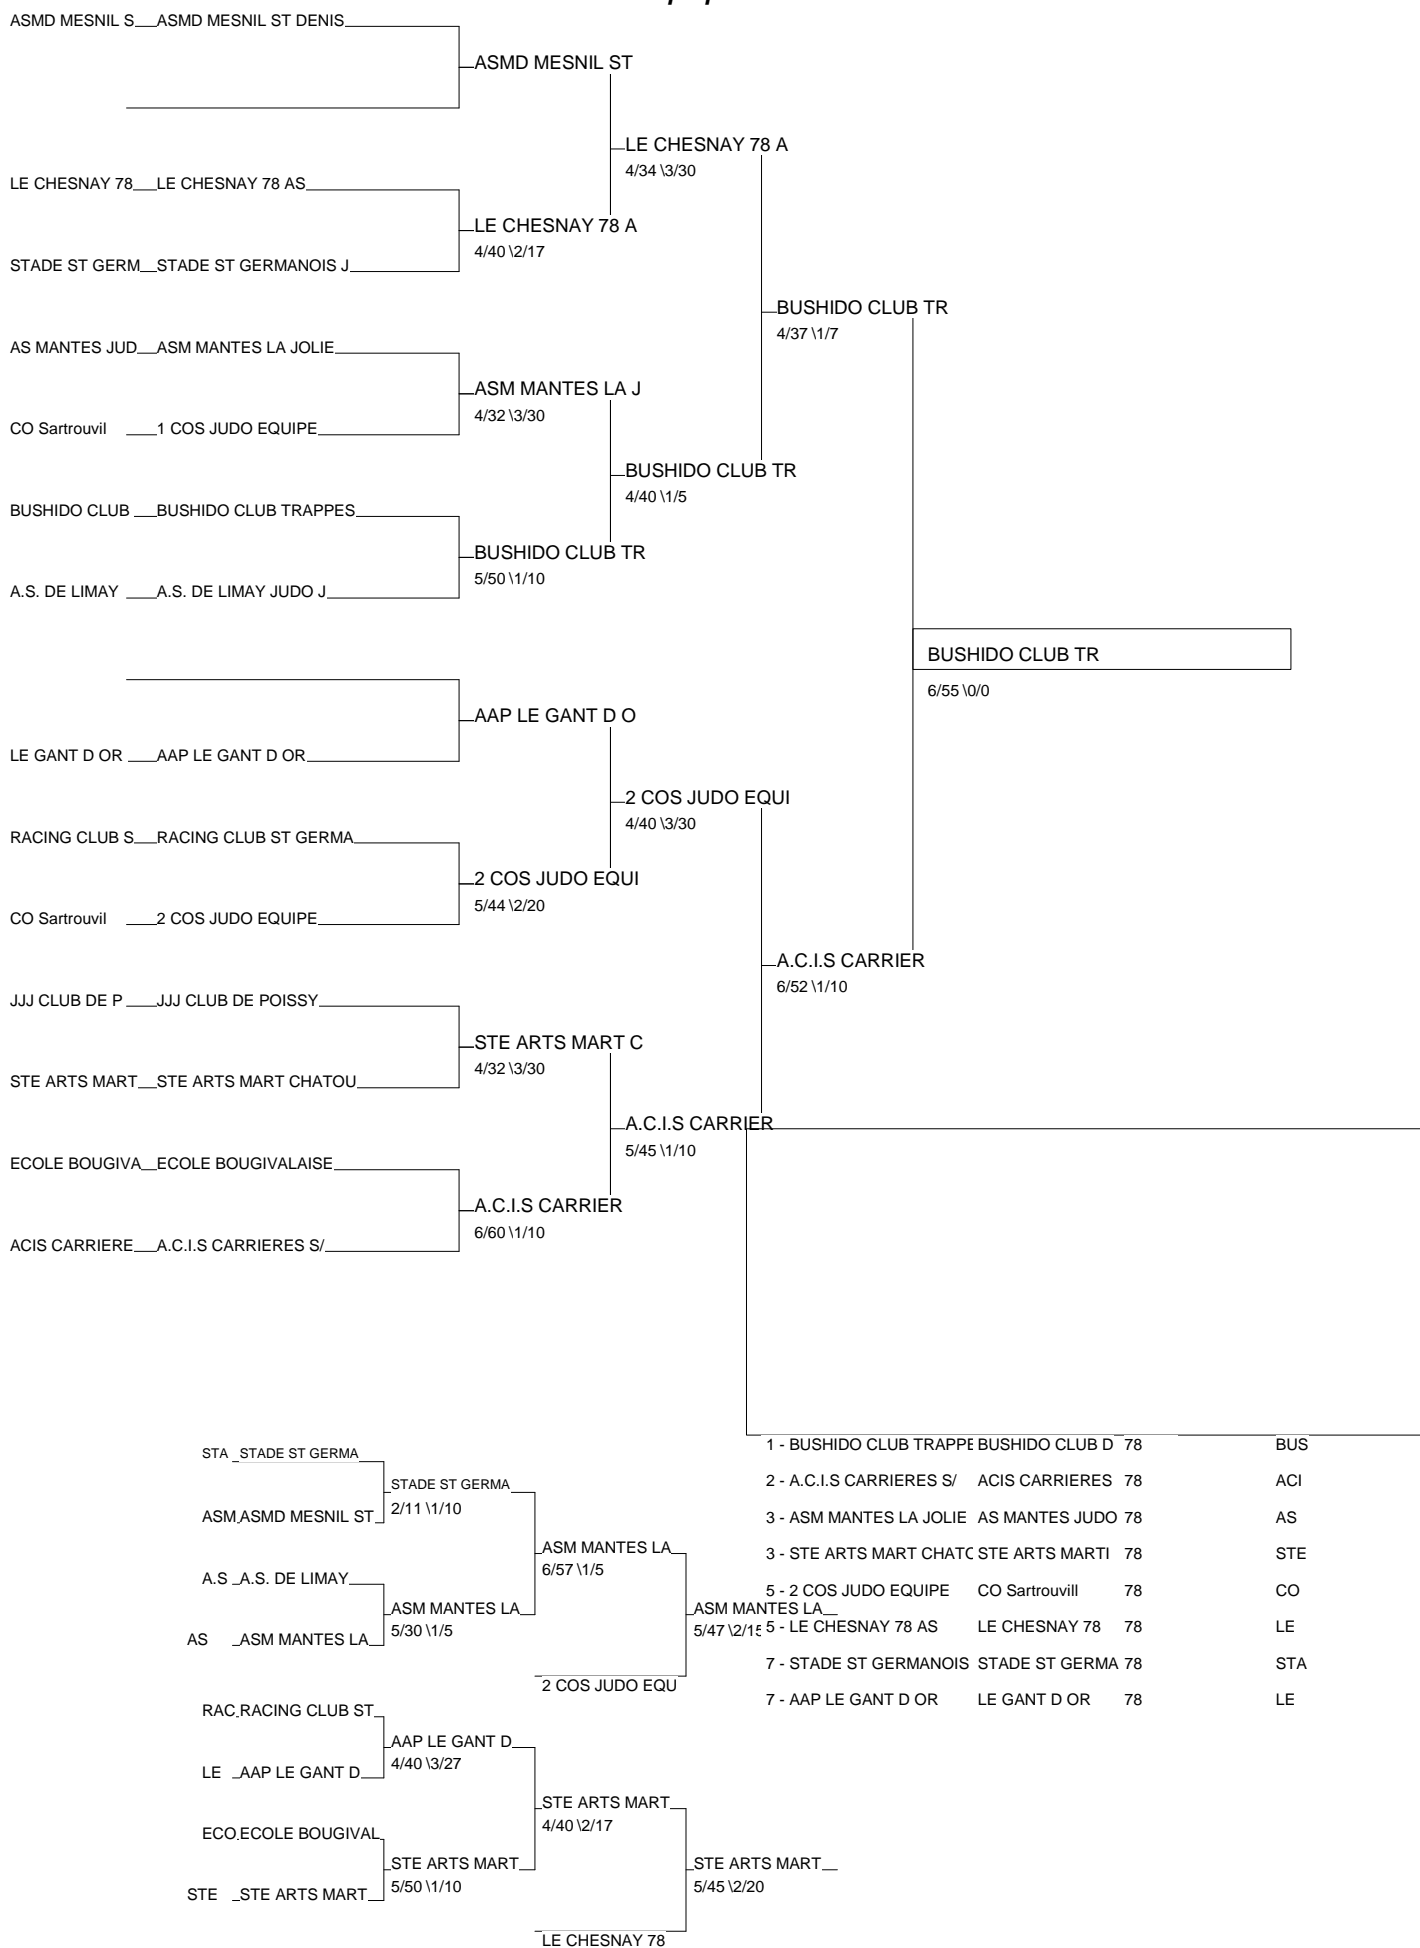 ASMD MESNIL S ASMD MESNIL ST DENIS
ASMD MESNIL ST
LE CHESNAY 78 A
4/34 \3/30
LE CHESNAY 78 LE CHESNAY 78 AS
LE CHESNAY 78 A
4/40 \2/17
STADE ST GERM STADE ST GERMANOIS J
BUSHIDO CLUB TR
4/37 \1/7
AS MANTES JUD ASM MANTES LA JOLIE
ASM MANTES LA J
4/32 \3/30
CO Sartrouvil 1 COS JUDO EQUIPE
BUSHIDO CLUB TR
4/40 \1/5
BUSHIDO CLUB BUSHIDO CLUB TRAPPES
BUSHIDO CLUB TR
5/50 \1/10
A.S. DE LIMAY A.S. DE LIMAY JUDO J
BUSHIDO CLUB TR
6/55 \0/0
AAP LE GANT D O
LE GANT D OR AAP LE GANT D OR
2 COS JUDO EQUI
4/40 \3/30
RACING CLUB S RACING CLUB ST GERMA
2 COS JUDO EQUI
5/44 \2/20
CO Sartrouvil 2 COS JUDO EQUIPE
A.C.I.S CARRIER
6/52 \1/10
JJJ CLUB DE P JJJ CLUB DE POISSY
STE ARTS MART C
4/32 \3/30
STE ARTS MART STE ARTS MART CHATOU
A.C.I.S CARRIER
5/45 \1/10
ECOLE BOUGIVA ECOLE BOUGIVALAISE
A.C.I.S CARRIER
6/60 \1/10
ACIS CARRIERE A.C.I.S CARRIERES S/
STA STADE ST GERMA
STADE ST GERMA
2/11 \1/10
ASM ASMD MESNIL ST
ASM MANTES LA
6/57 \1/5
A.S A.S. DE LIMAY
ASM MANTES LA
5/30 \1/5
AS ASM MANTES LA
ASM MANTES LA
5/47 \2/15
2 COS JUDO EQU
RAC RACING CLUB ST
AAP LE GANT D
4/40 \3/27
LE AAP LE GANT D
STE ARTS MART
4/40 \2/17
ECO ECOLE BOUGIVAL
STE ARTS MART
5/50 \1/10
STE STE ARTS MART
STE ARTS MART
5/45 \2/20
LE CHESNAY 78
1 - BUSHIDO CLUB TRAPPE BUSHIDO CLUB D 78 BUS
2 - A.C.I.S CARRIERES S/ ACIS CARRIERES 78 ACI
3 - ASM MANTES LA JOLIE AS MANTES JUDO 78 AS
3 - STE ARTS MART CHATO STE ARTS MARTI 78 STE
5 - 2 COS JUDO EQUIPE CO Sartrouvill 78 CO
5 - LE CHESNAY 78 AS LE CHESNAY 78 78 LE
7 - STADE ST GERMANOIS STADE ST GERMA 78 STA
7 - AAP LE GANT D OR LE GANT D OR 78 LE